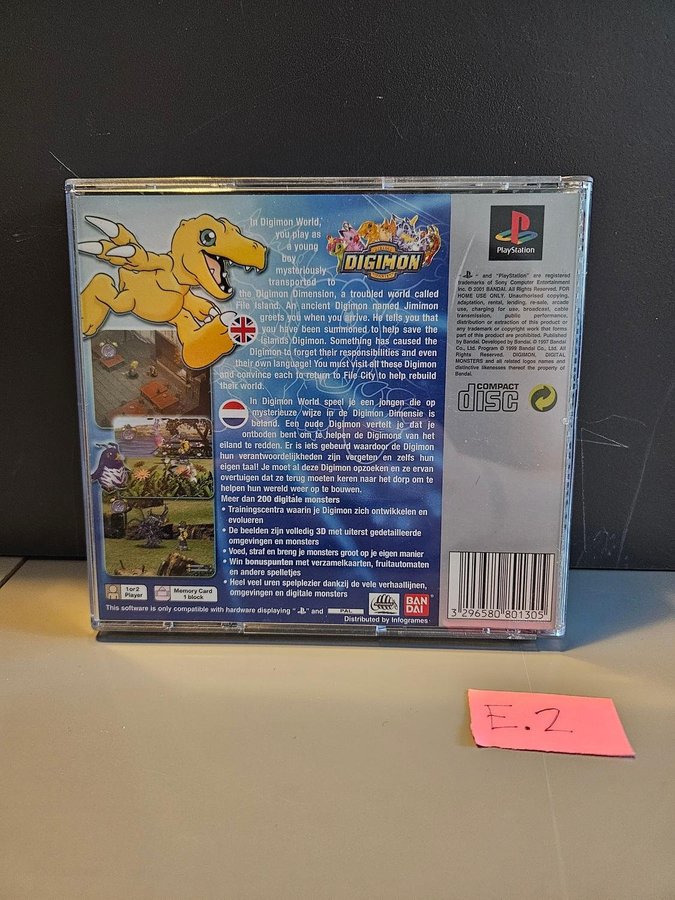 In Digimon World,
you play as
a young
boy
mysteriously
transported to
the Digimon Dimension, a troubled world called
File Island. An ancient Digimon named Jimimon
greets you when you arrive. He tells you that
you have been summoned to help save the
islands Digimon. Something has caused the
Digimon to forget their responsibilities and even
their own language! You must visit all these Digimon
and convince each to return to File City to help rebuild
their world.
In Digimon World speel je een jongen die op
mysterieuze wijze in de Digimon Dimensie is
beland. Een oude Digimon vertelt je dat je
ontboden bent om te helpen de Digimons van het
eiland te redden. Er is iets gebeurd waardoor de Digimon
hun verantwoordelijkheden zijn vergeten en zelfs hun
eigen taal! Je moet al deze Digimon opzoeken en ze ervan
overtuigen dat ze terug moeten keren naar het dorp om te
helpen hun wereld weer op te bouwen.
Meer dan 200 digitale monsters
• Trainingscentra waarin je Digimon zich ontwikkelen en
evolueren
• De beelden zijn volledig 3D met uiterst gedetailleerde
omgevingen en monsters
• Voed, straf en breng je monsters groot op je eigen manier
• Win bonuspunten met verzamelkaarten, fruitautomaten
en andere spelletjes
• Heel veel uren spelplezier dankzij de vele verhaallijnen,
omgevingen en digitale monsters
1 or 2
Player
Memory Card
1 block
BAN
DAI
This software is only compatible with hardware displaying " " and PAL
Distributed by Infogrames
DIGIMON
PlayStation
" " and "PlayStation" are registered
trademarks of Sony Computer Entertainment
Inc. © 2001 BANDAI. All Rights Reserved. FOR
HOME USE ONLY. Unauthorised copying,
adaptation, rental, lending, re-sale, arcade
use, charging for use, broadcast, cable
transmission, public performance,
distribution or extraction of this product or
any trademark or copyright work that forms
part of this product are prohibited. Published
by Bandai. Developed by Bandai. © 1997 Bandai
Co., Ltd. Program © 1999 Bandai Co., Ltd. All
Rights Reserved. DIGIMON, DIGITAL
MONSTERS and all related logos names and
distinctive likenesses thereof the property of
Bandai.
COMPACT
disc
3 296580 801305
E.2